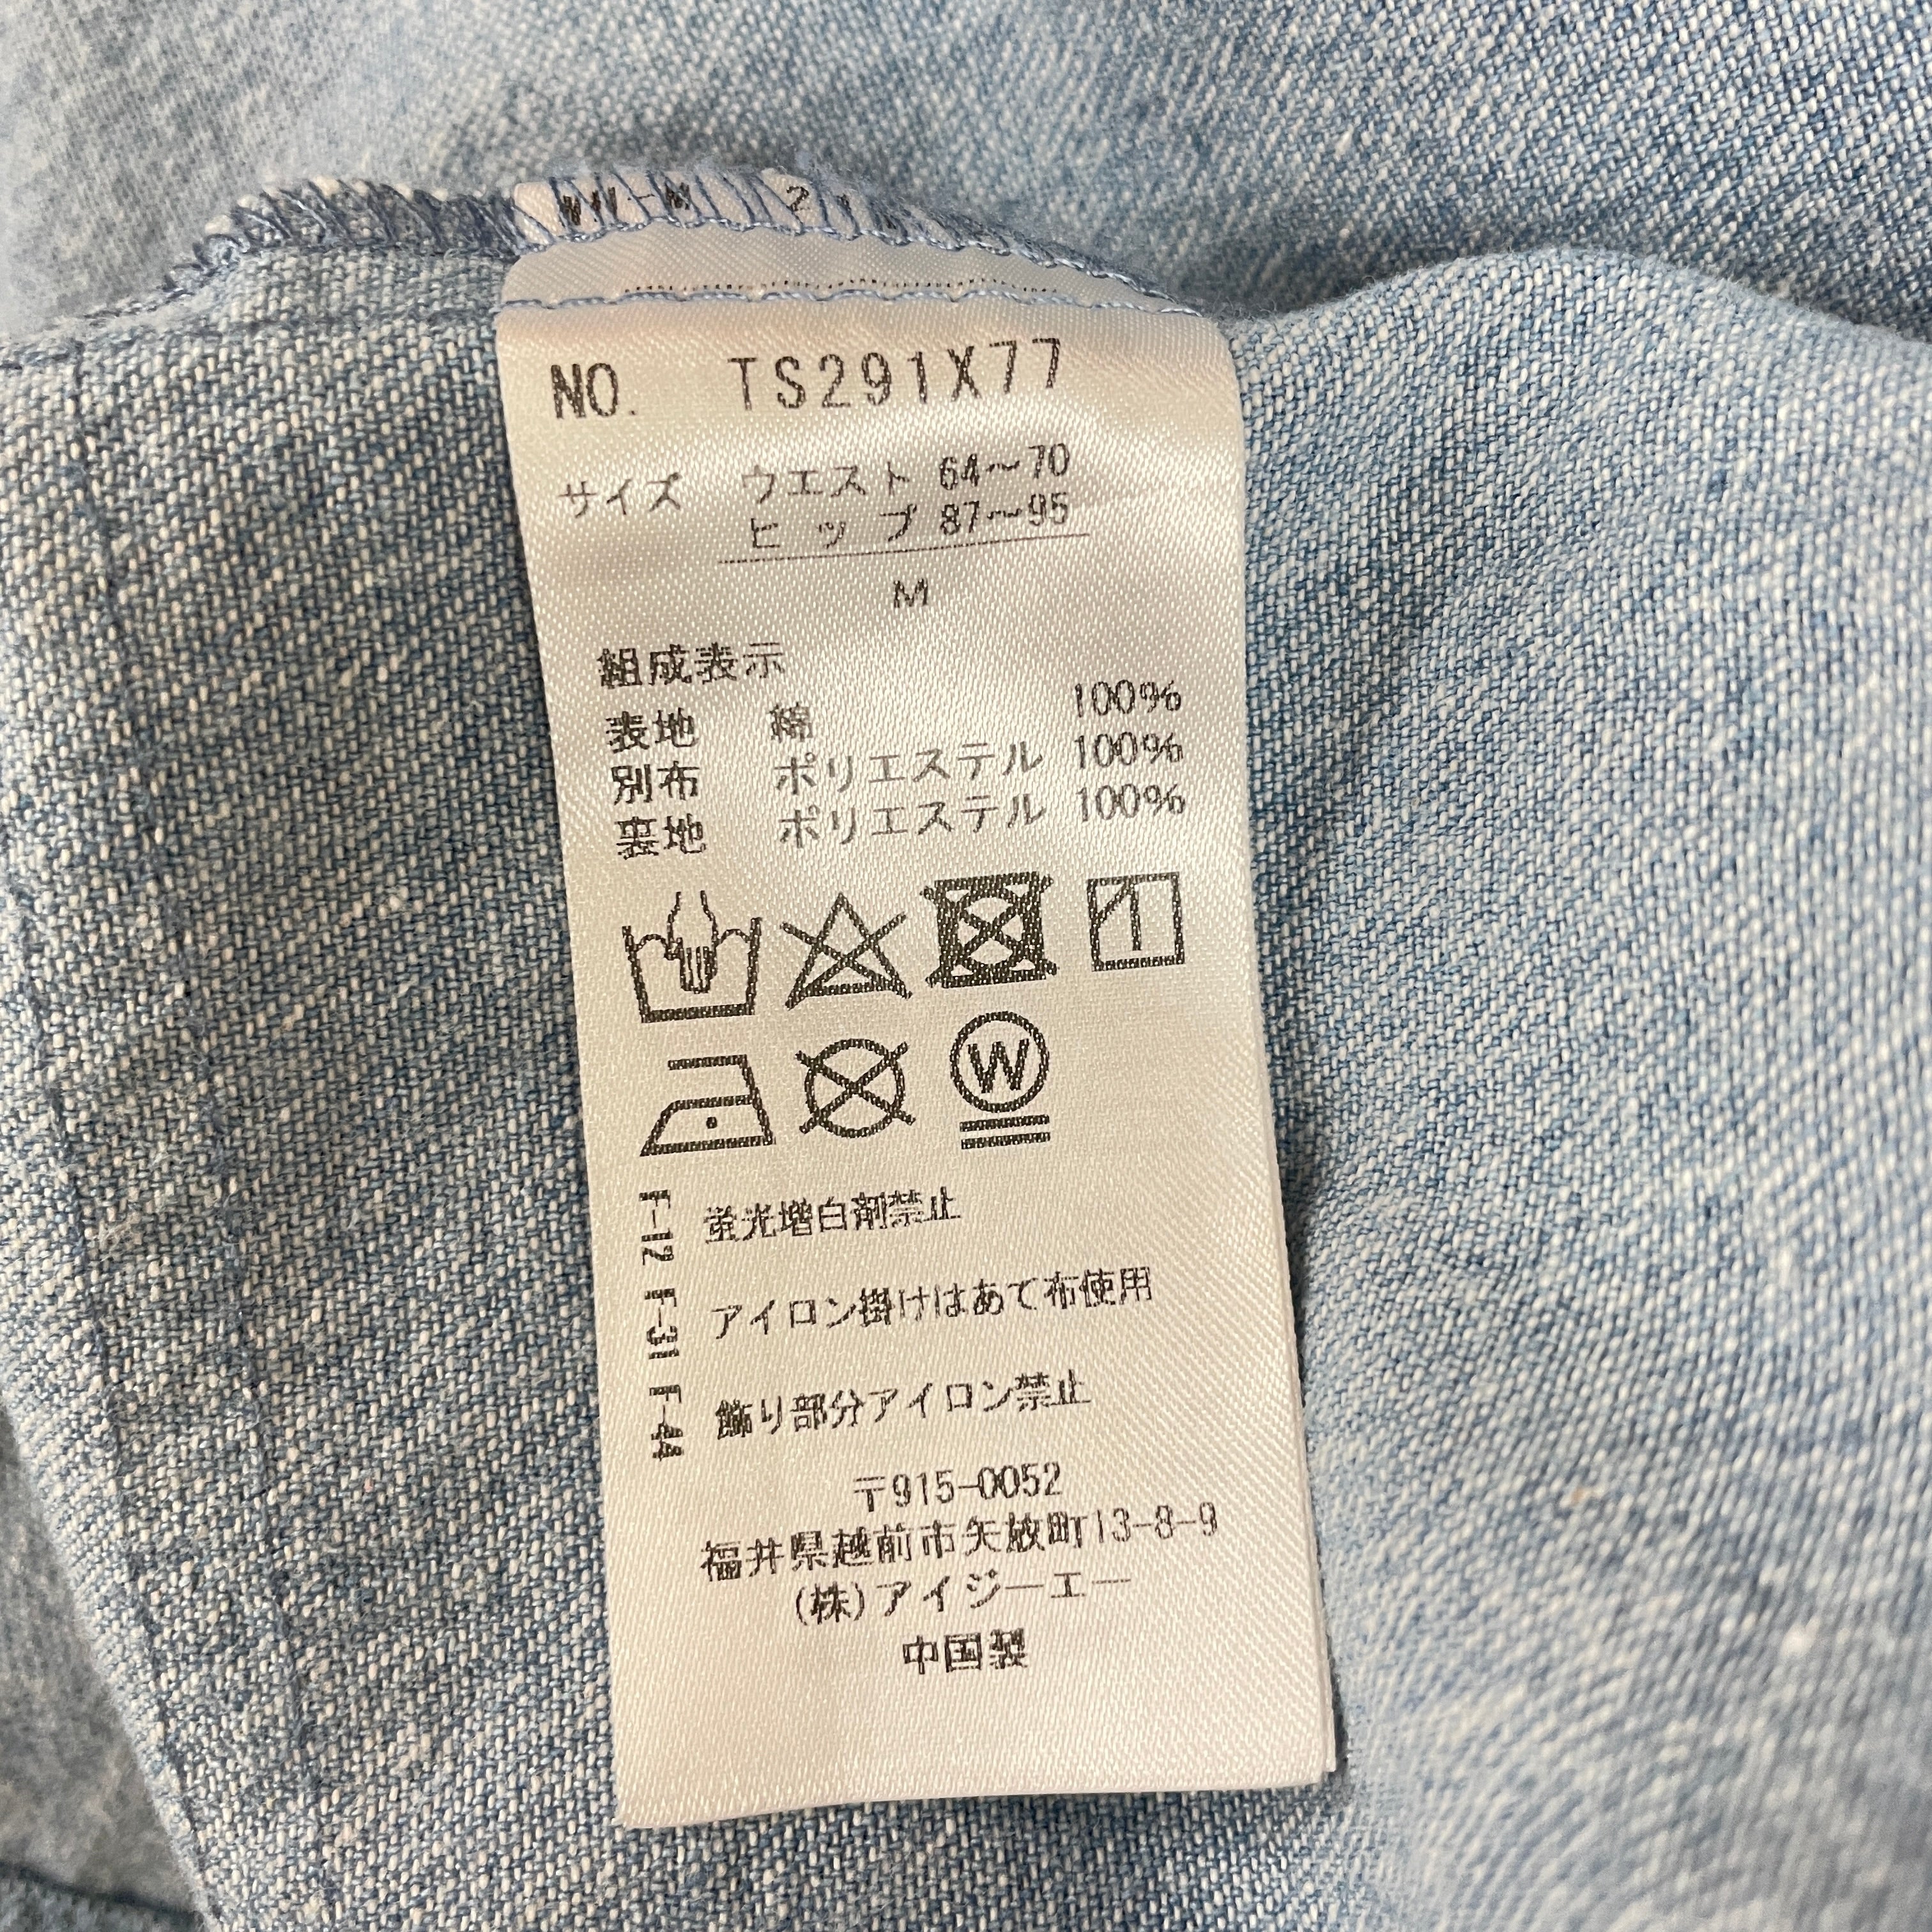 NO. TS291X77
サイズ ウエスト 64～70
ヒップ 87～95
M
組成表示
表地 綿 100%
別布 ポリエステル 100%
裏地 ポリエステル 100%
W
F-12 F-31 F-44
蛍光増白剤禁止
アイロン掛けはあて布使用
飾り部分アイロン禁止
〒915-0052
福井県越前市矢放町13-8-9
(株)アイジーエー
中国製